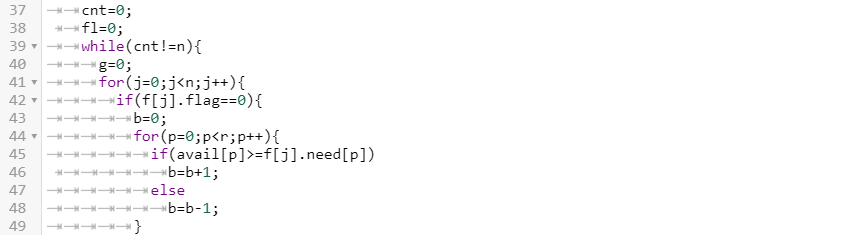 37 cnt=0;
38 fl=0;
39 while(cnt!=n){
40 g=0;
41 for(j=0;j<n;j++){
42 if(f[j].flag==0){
43 b=0;
44 for(p=0;p<r;p++){
45 if(avail[p]>=f[j].need[p])
46 b=b+1;
47 else
48 b=b-1;
49 }